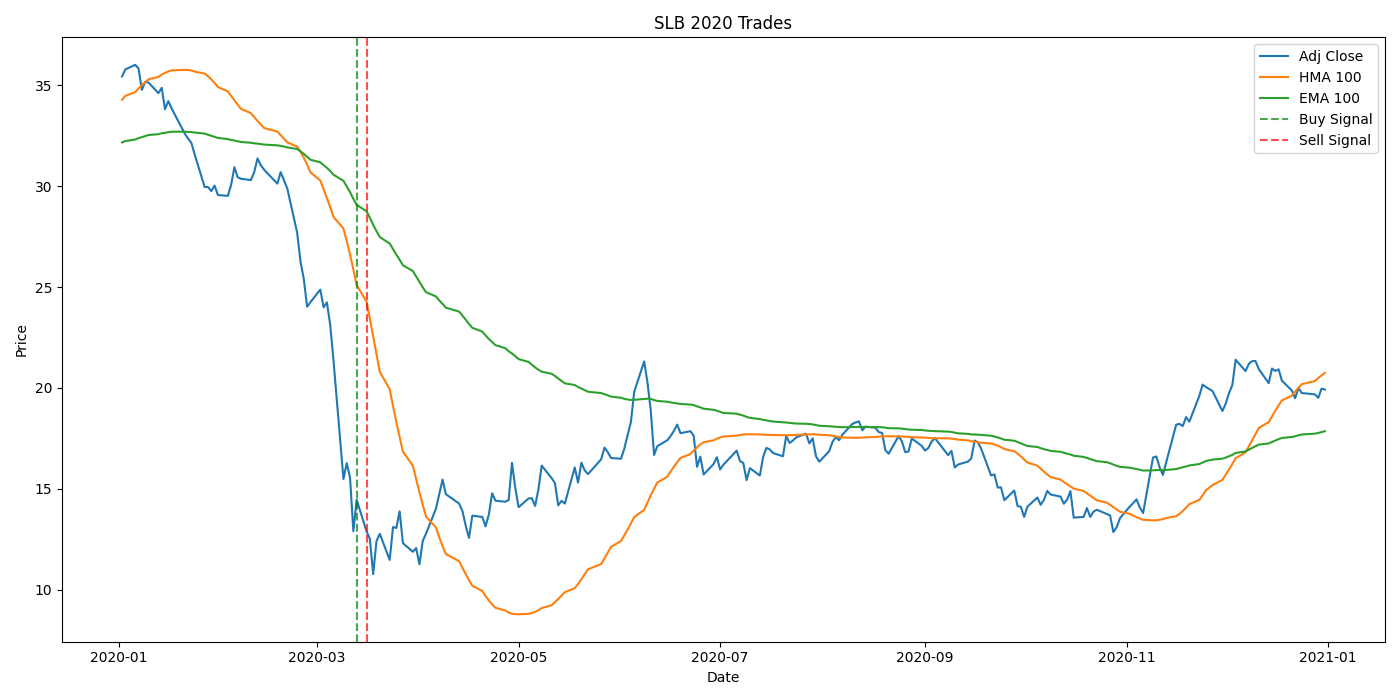 SLB 2020 Trades
Adj Close
HMA 100
EMA 100
Buy Signal
Sell Signal
Price
35
30
25
20
15
10
2020-01
2020-03
2020-05
2020-07
2020-09
2020-11
2021-01
Date